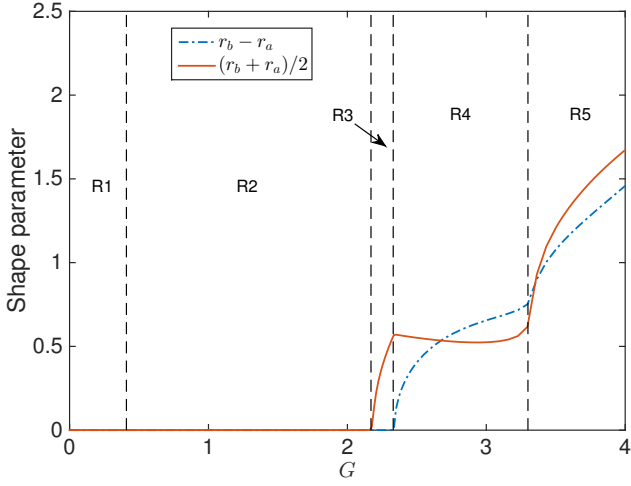 2.5
2
1.5
1
0.5
0
Shape parameter
r_b − r_a
(r_b + r_a)/2
R1
R2
R3
R4
R5
0 1 2 3 4
G